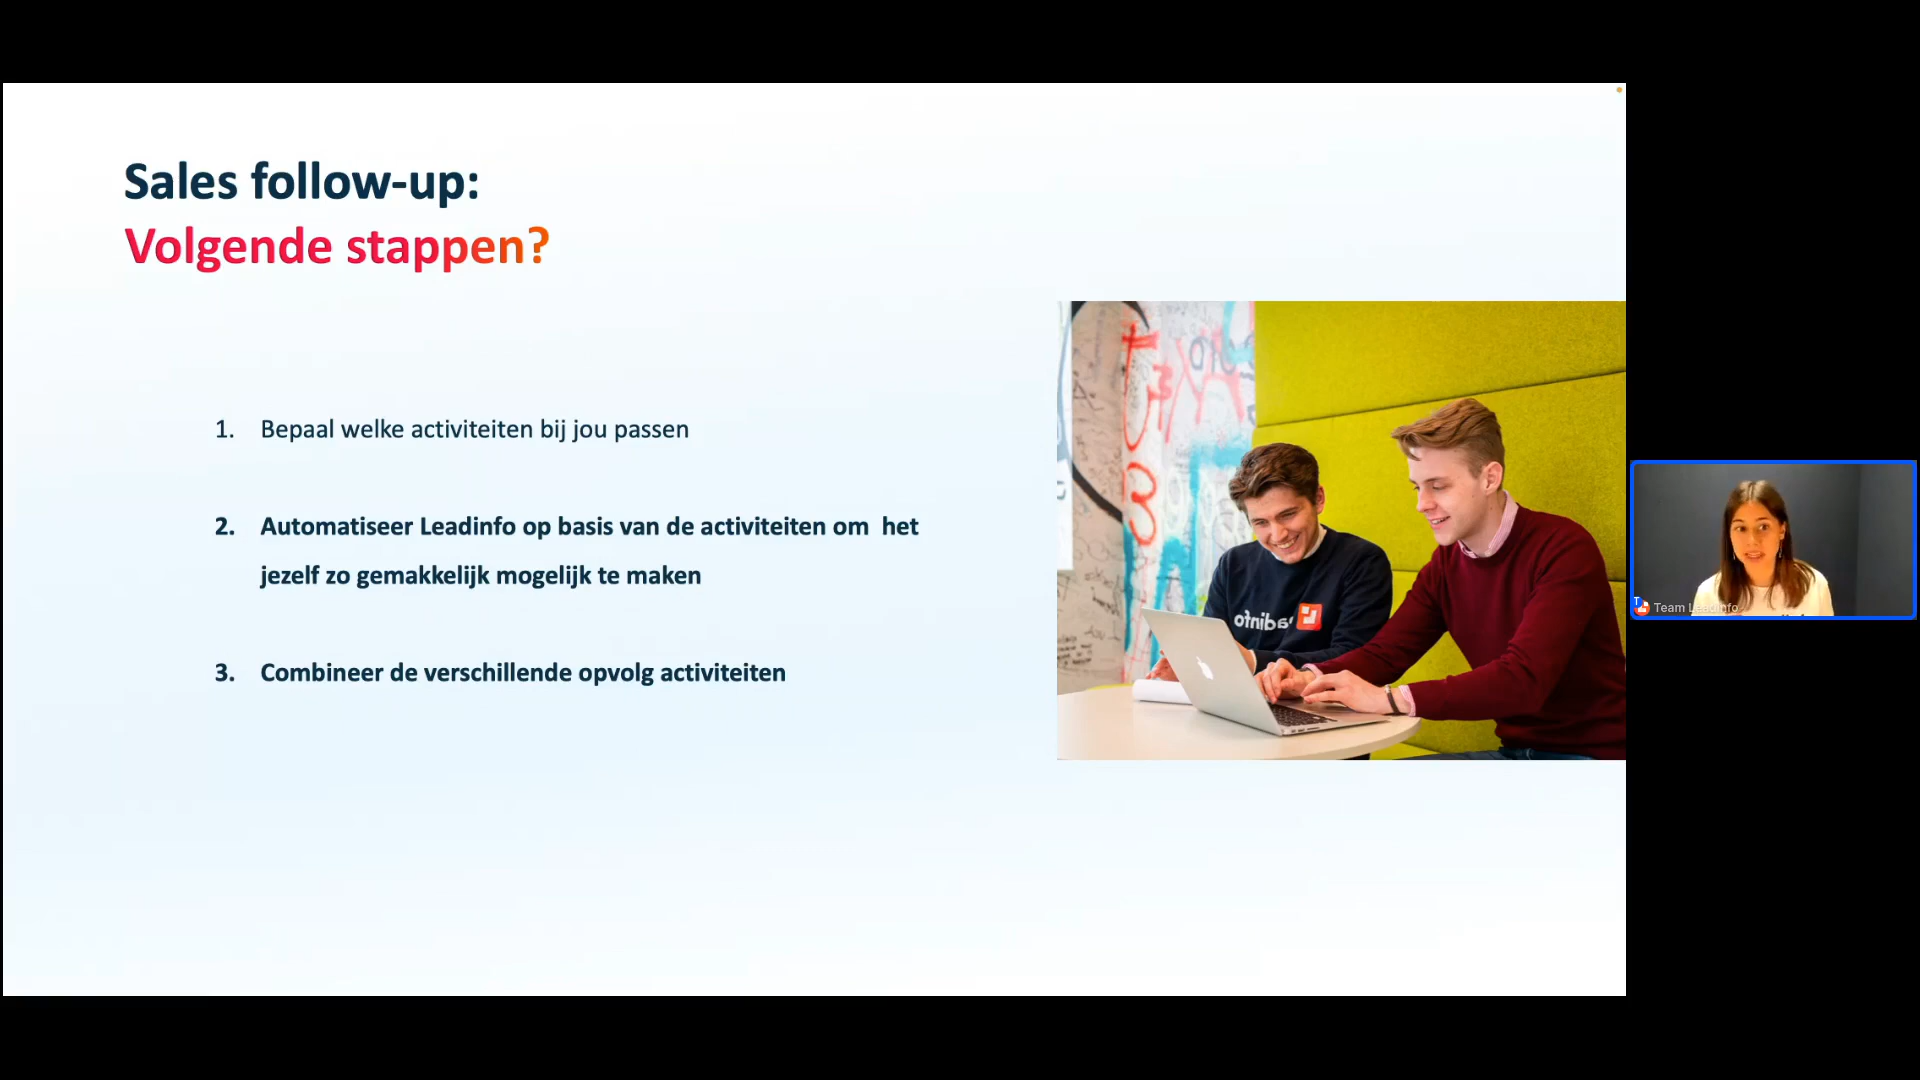 Sales follow-up:
Volgende stappen?
1. Bepaal welke activiteiten bij jou passen
2. Automatiseer Leadinfo op basis van de activiteiten om  het
jezelf zo gemakkelijk mogelijk te maken
3. Combineer de verschillende opvolg activiteiten
Team Leadinfo